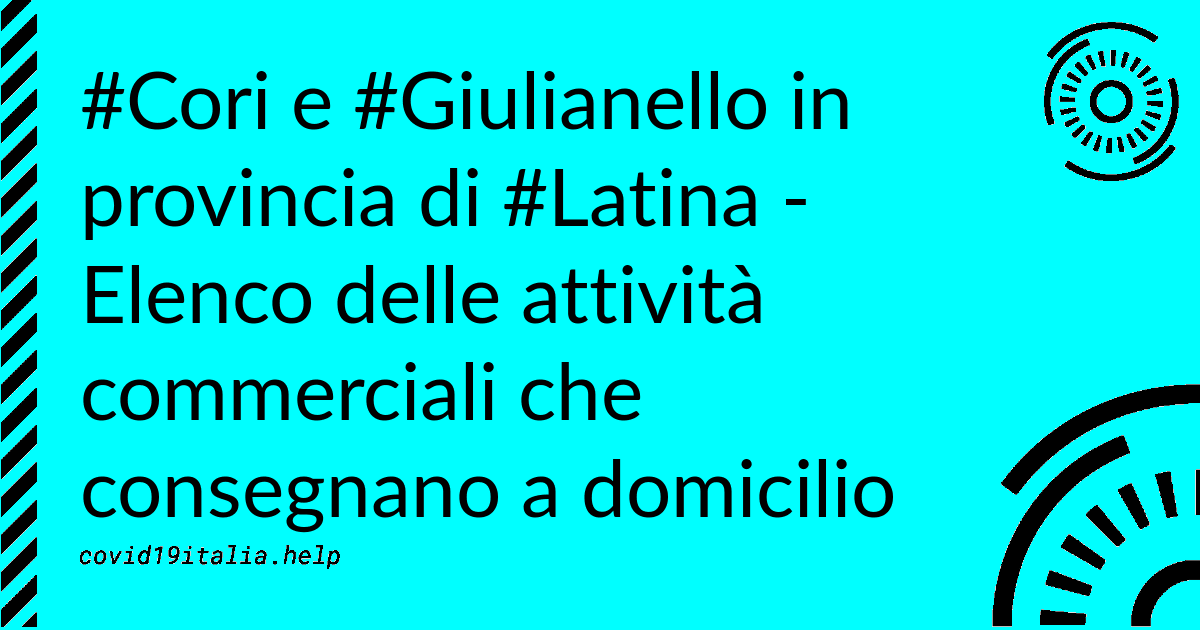 #Cori e #Giulianello in
provincia di #Latina -
Elenco delle attività
commerciali che
consegnano a domicilio
covid19italia.help